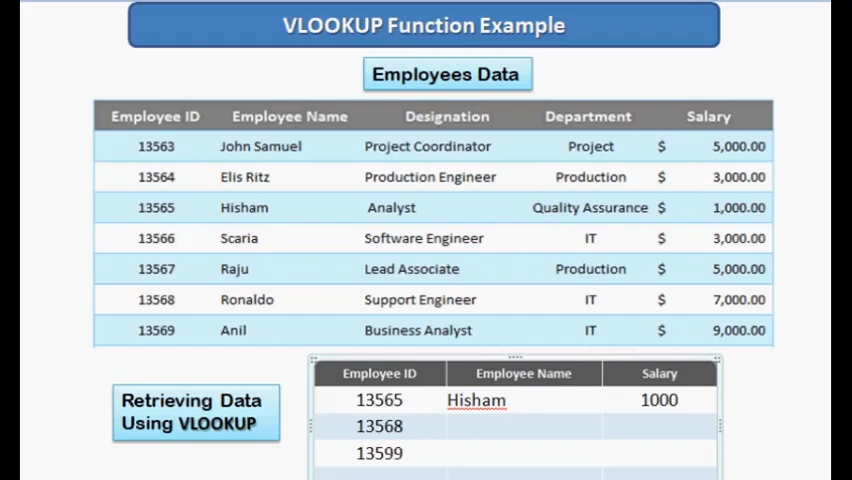 VLOOKUP Function Example
Employees Data
Employee ID Employee Name Designation Department Salary
13563 John Samuel Project Coordinator Project $ 5,000.00
13564 Elis Ritz Production Engineer Production $ 3,000.00
13565 Hisham Analyst Quality Assurance $ 1,000.00
13566 Scaria Software Engineer IT $ 3,000.00
13567 Raju Lead Associate Production $ 5,000.00
13568 Ronaldo Support Engineer IT $ 7,000.00
13569 Anil Business Analyst IT $ 9,000.00
Retrieving Data
Using VLOOKUP
Employee ID Employee Name Salary
13565 Hisham 1000
13568
13599